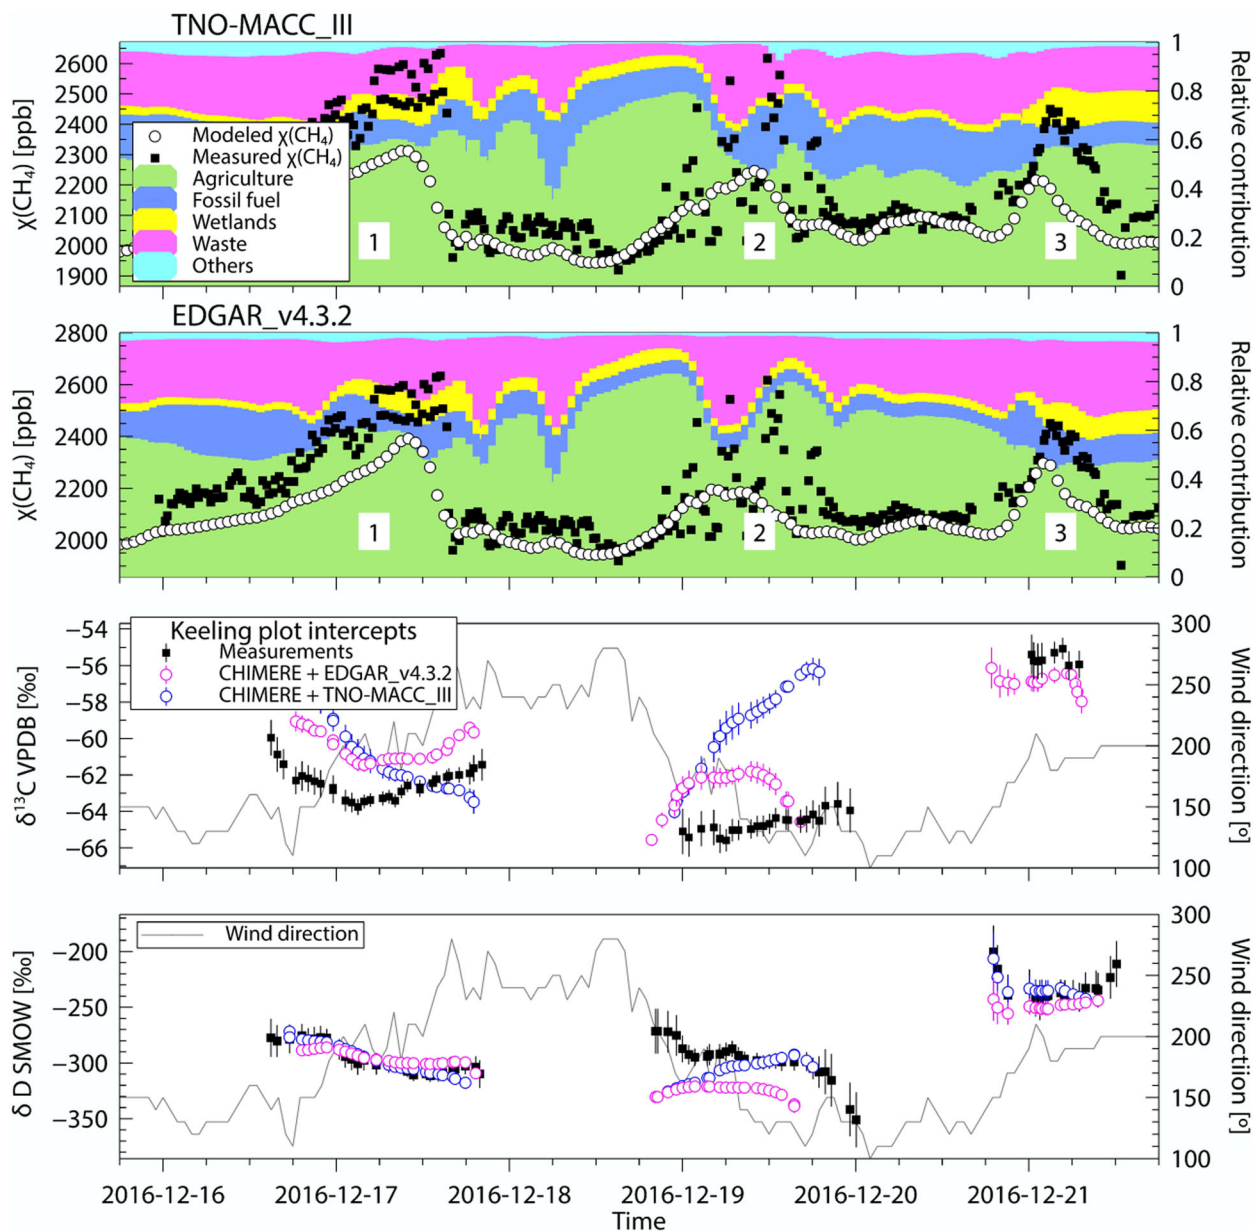 TNO-MACC_III
χ(CH₄) [ppb]
2600
2500
2400
2300
2200
2100
2000
1900
Modeled χ(CH₄)
Measured χ(CH₄)
Agriculture
Fossil fuel
Wetlands
Waste
Others
1
2
3
1
0.8
0.6
0.4
0.2
0
Relative contribution
EDGAR_v4.3.2
χ(CH₄) [ppb]
2800
2600
2400
2200
2000
1
2
3
1
0.8
0.6
0.4
0.2
0
Relative contribution
δ¹³C VPDB [‰]
−54
−56
−58
−60
−62
−64
−66
Keeling plot intercepts
Measurements
CHIMERE + EDGAR_v4.3.2
CHIMERE + TNO-MACC_III
300
250
200
150
100
Wind directiion [º]
δ D SMOW [‰]
−200
−250
−300
−350
Wind direction
300
250
200
150
100
Wind directiion [º]
2016-12-16 2016-12-17 2016-12-18 2016-12-19 2016-12-20 2016-12-21
Time